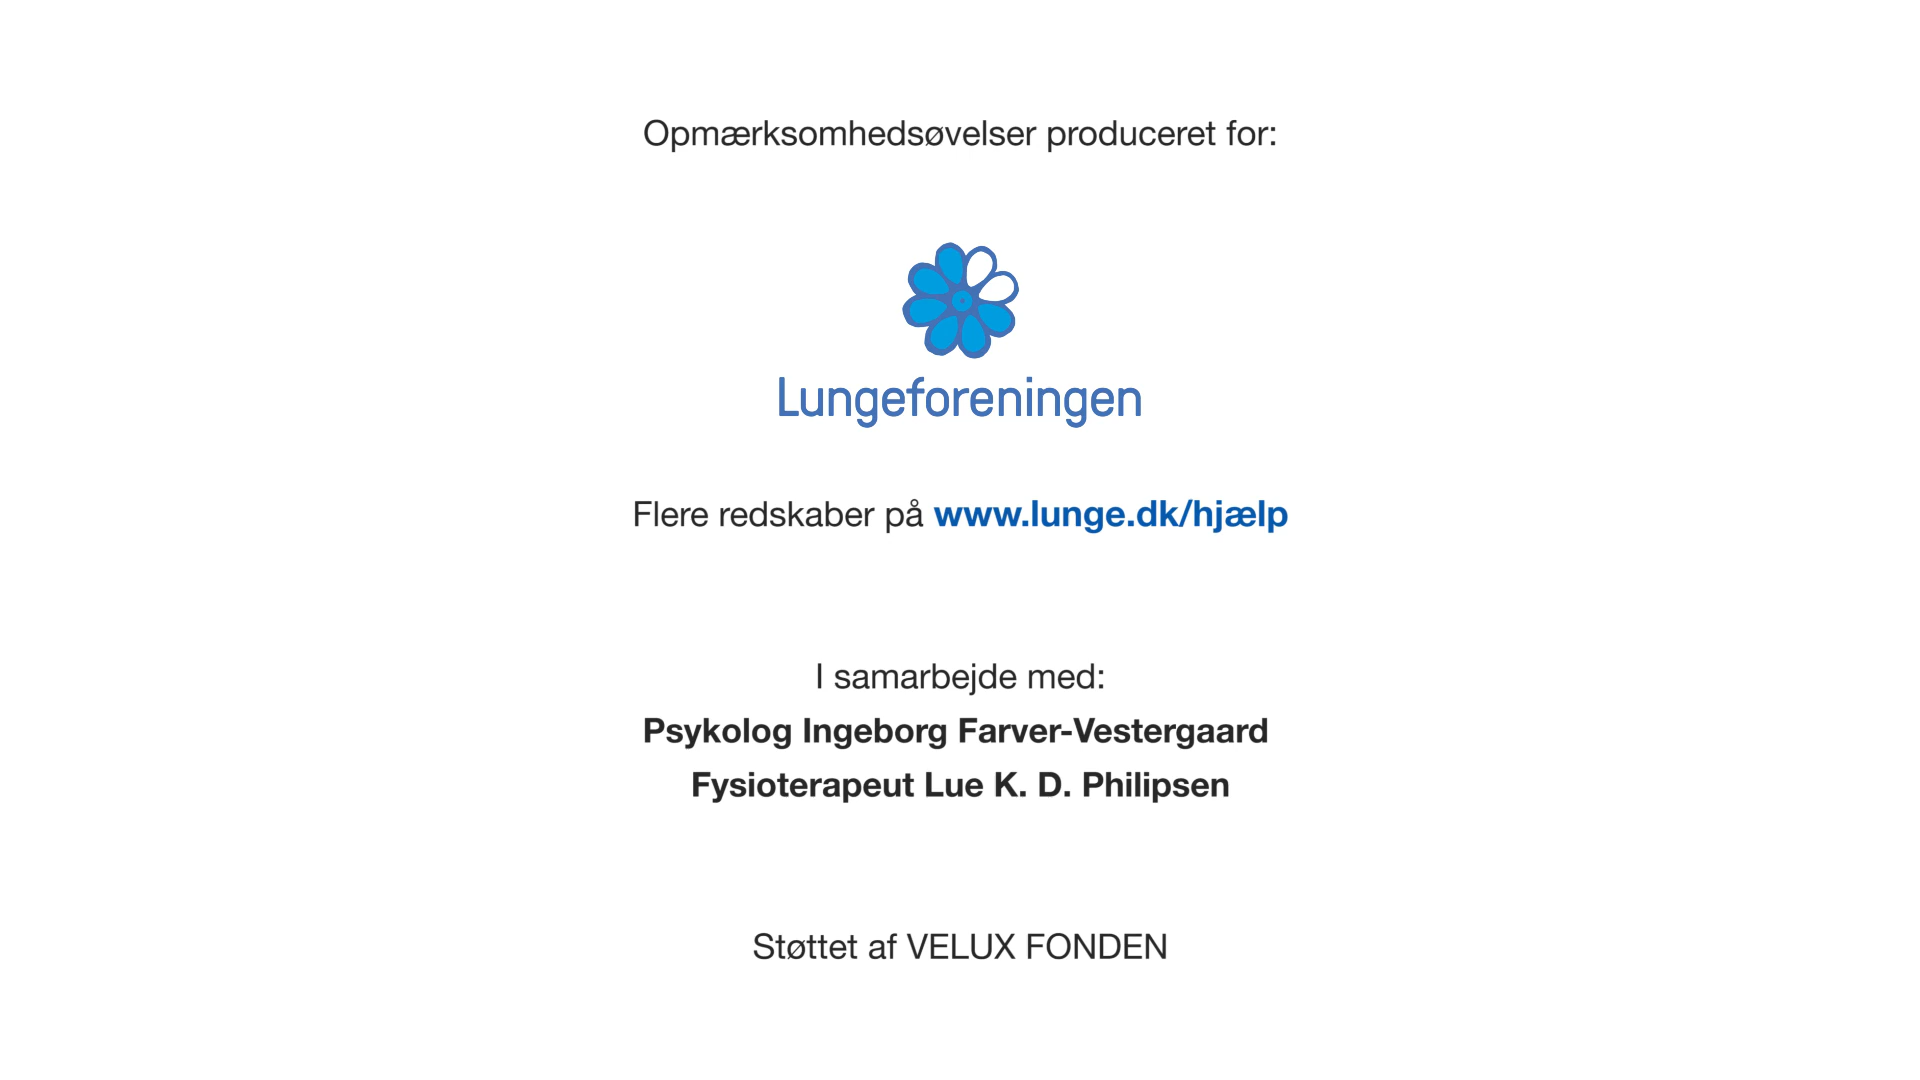 Opmærksomhedsøvelser produceret for:
Lungeforeningen
Flere redskaber på www.lunge.dk/hjælp
I samarbejde med:
Psykolog Ingeborg Farver-Vestergaard
Fysioterapeut Lue K. D. Philipsen
Støttet af VELUX FONDEN